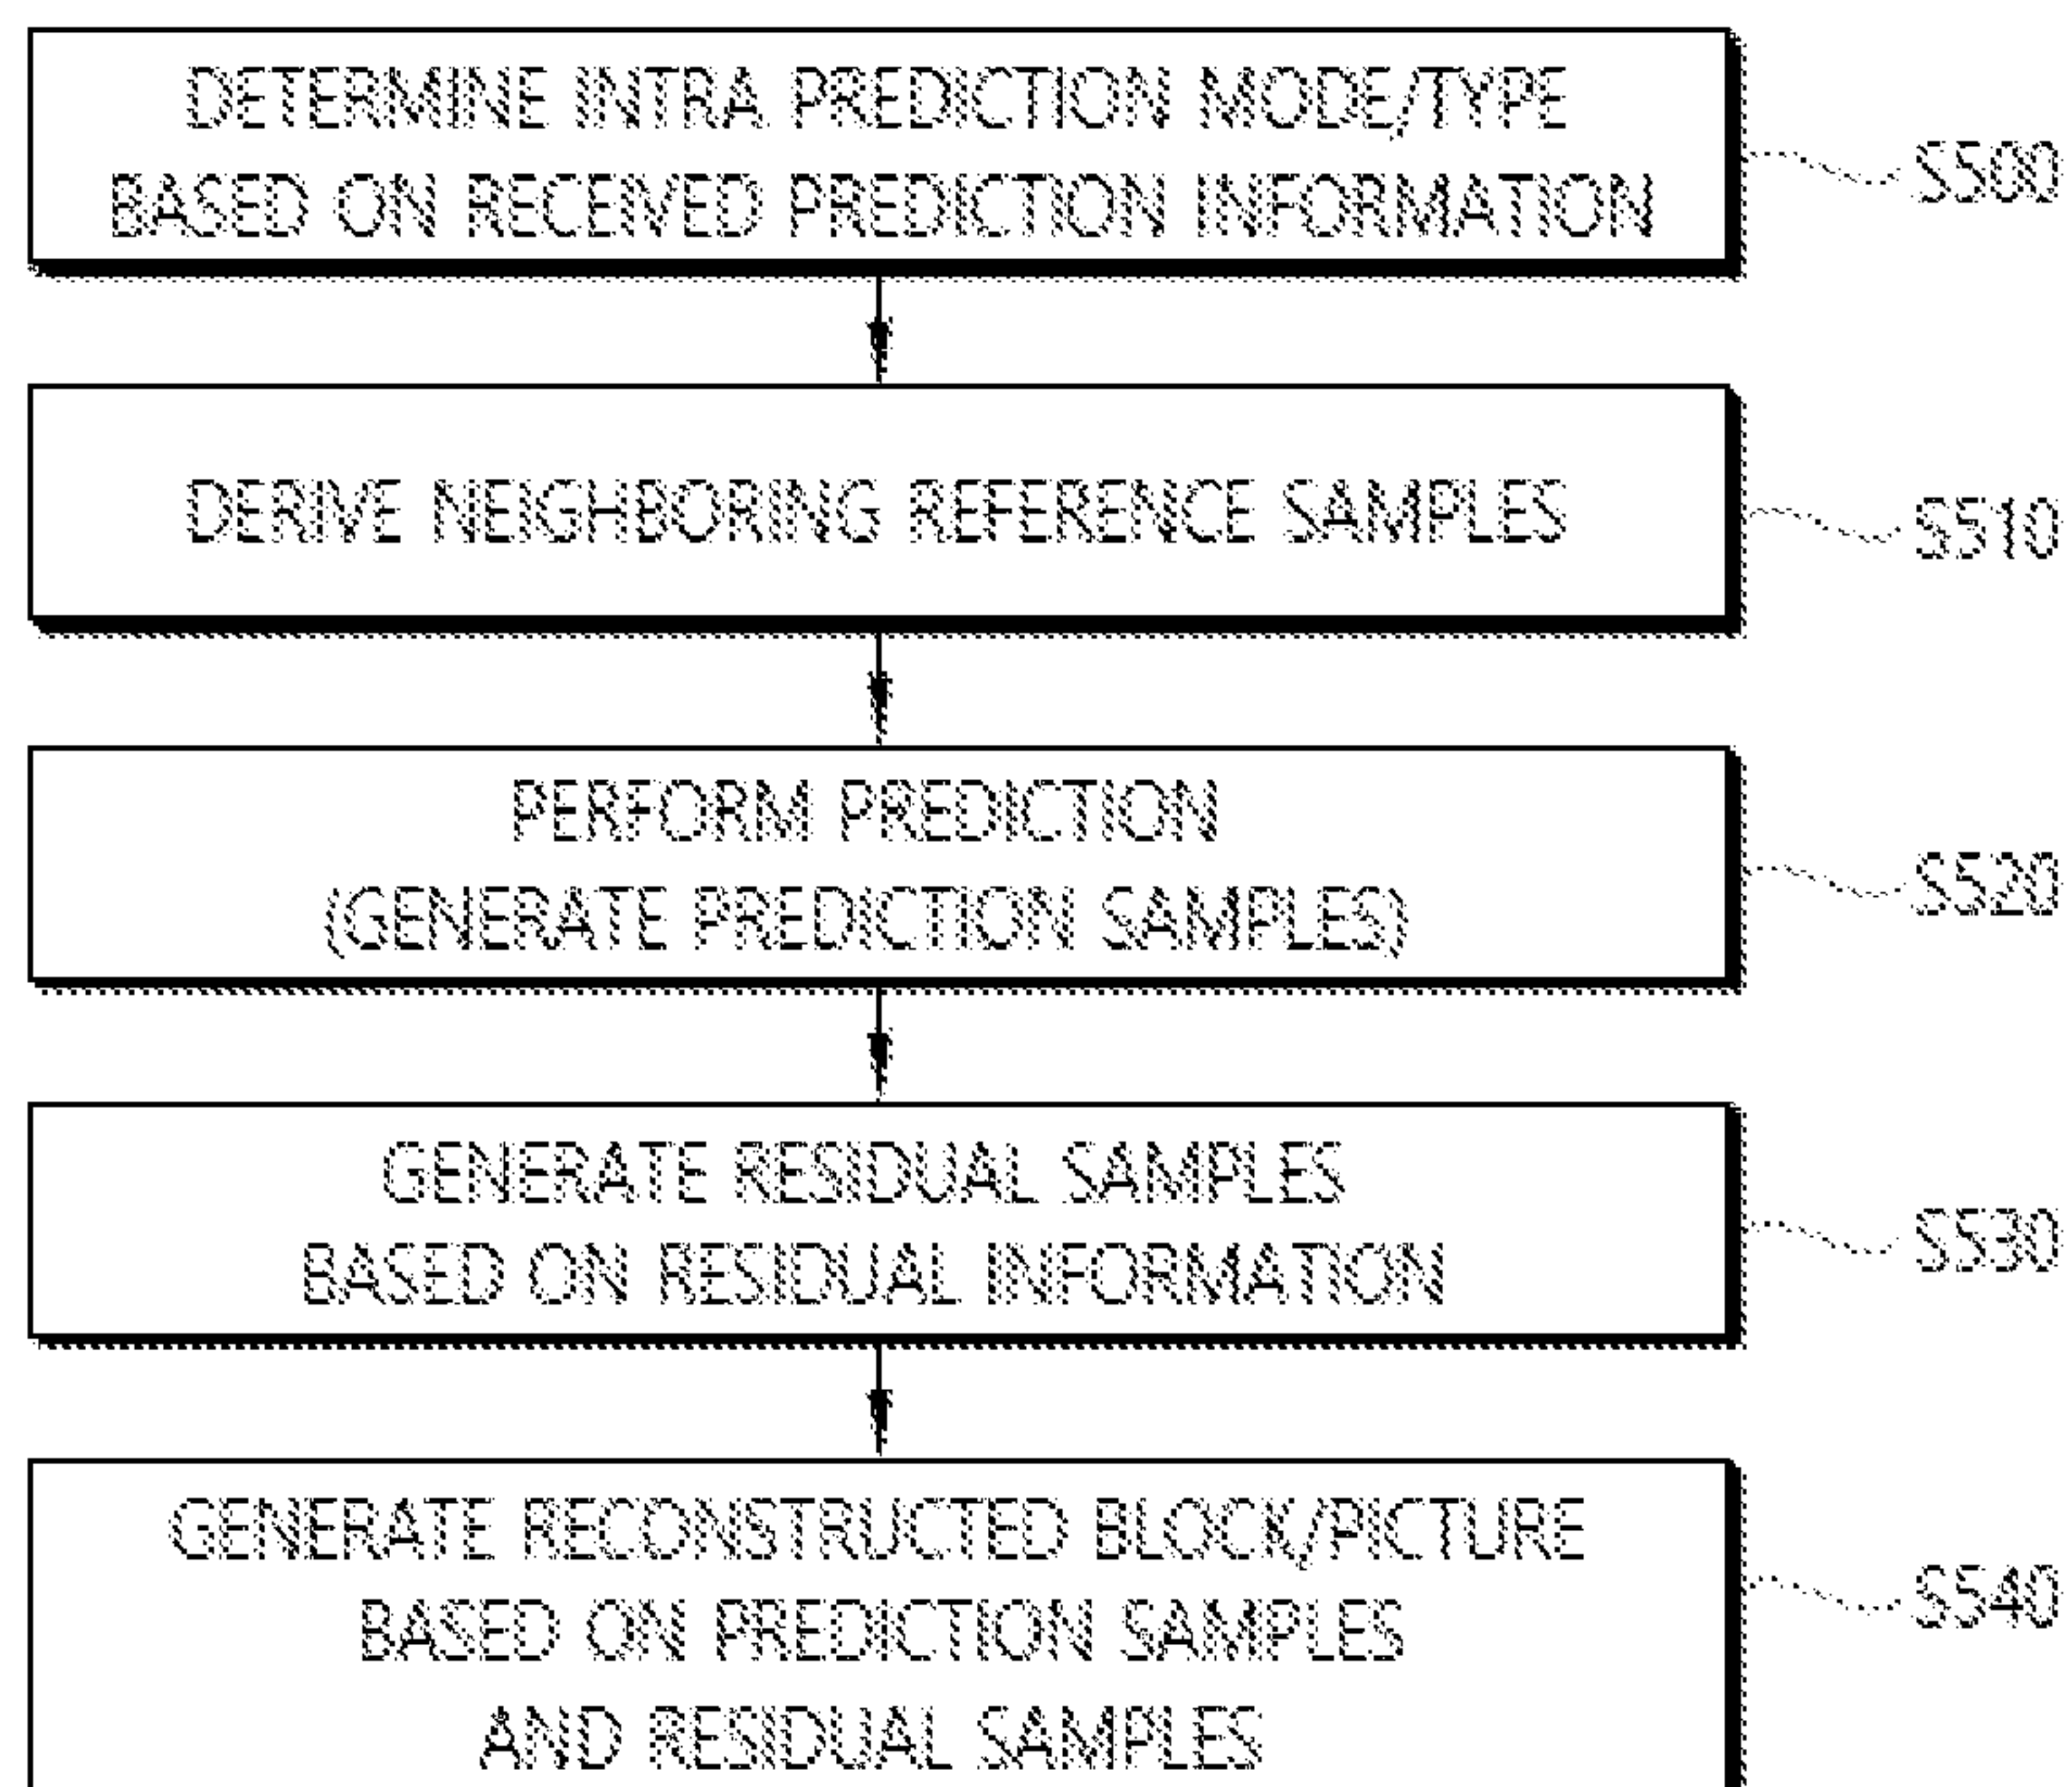 DETERMINE INTRA PREDICTION MODE/TYPE
BASED ON RECEIVED PREDICTION INFORMATION
S500
DERIVE NEIGHBORING REFERENCE SAMPLES
S510
PERFORM PREDICTION
(GENERATE PREDICTION SAMPLES)
S520
GENERATE RESIDUAL SAMPLES
BASED ON RESIDUAL INFORMATION
S530
GENERATE RECONSTRUCTED BLOCK/PICTURE
BASED ON PREDICTION SAMPLES
AND RESIDUAL SAMPLES
S540